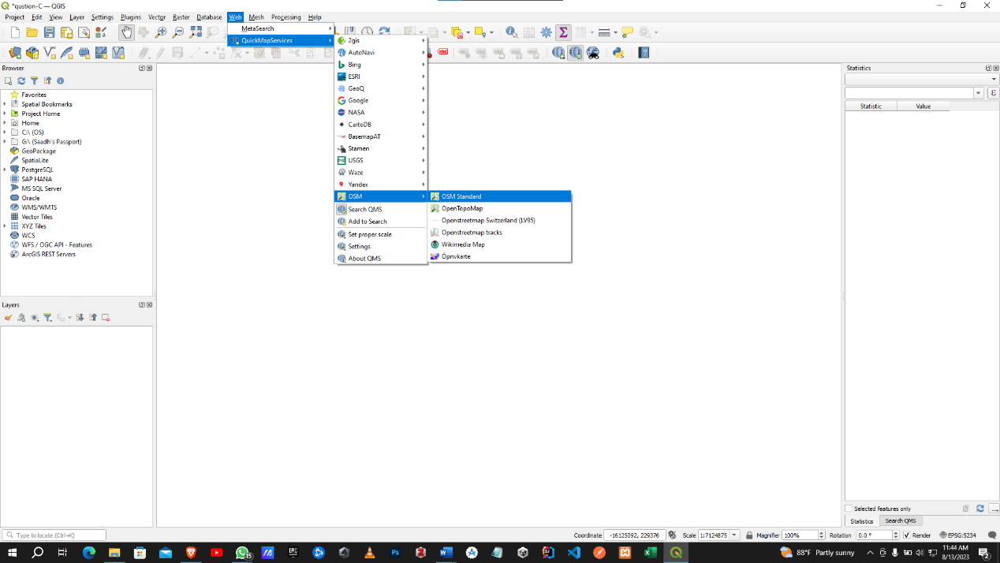 *qustion-C — QGIS
Project Edit View Layer Settings Plugins Vector Raster Database Web Mesh Processing Help
MetaSearch
QuickMapServices
2gis
AutoNavi
Bing
ESRI
GeoQ
Google
NASA
CartoDB
BasemapAT
Stamen
USGS
Waze
Yandex
OSM
Search QMS
Add to Search
Set proper scale
Settings
About QMS
OSM Standard
OpenTopoMap
Openstreetmap Switzerland (LV95)
Openstreetmap tracks
Wikimedia Map
Öpnvkarte
Browser
Favorites
Spatial Bookmarks
Project Home
Home
C:\ (OS)
G:\ (Saadh's Passport)
GeoPackage
SpatiaLite
PostgreSQL
SAP HANA
MS SQL Server
Oracle
WMS/WMTS
Vector Tiles
XYZ Tiles
WCS
WFS / OGC API - Features
ArcGIS REST Servers
Layers
Statistics
Statistic Value
Selected features only
Statistics Search QMS
Type to locate (Ctrl+K)
Coordinate -16125092, 229376 Scale 1:7124875 Magnifier 100% Rotation 0.0 ° Render EPSG:5234
15
88°F Partly sunny
11:44 AM
8/13/2023
2